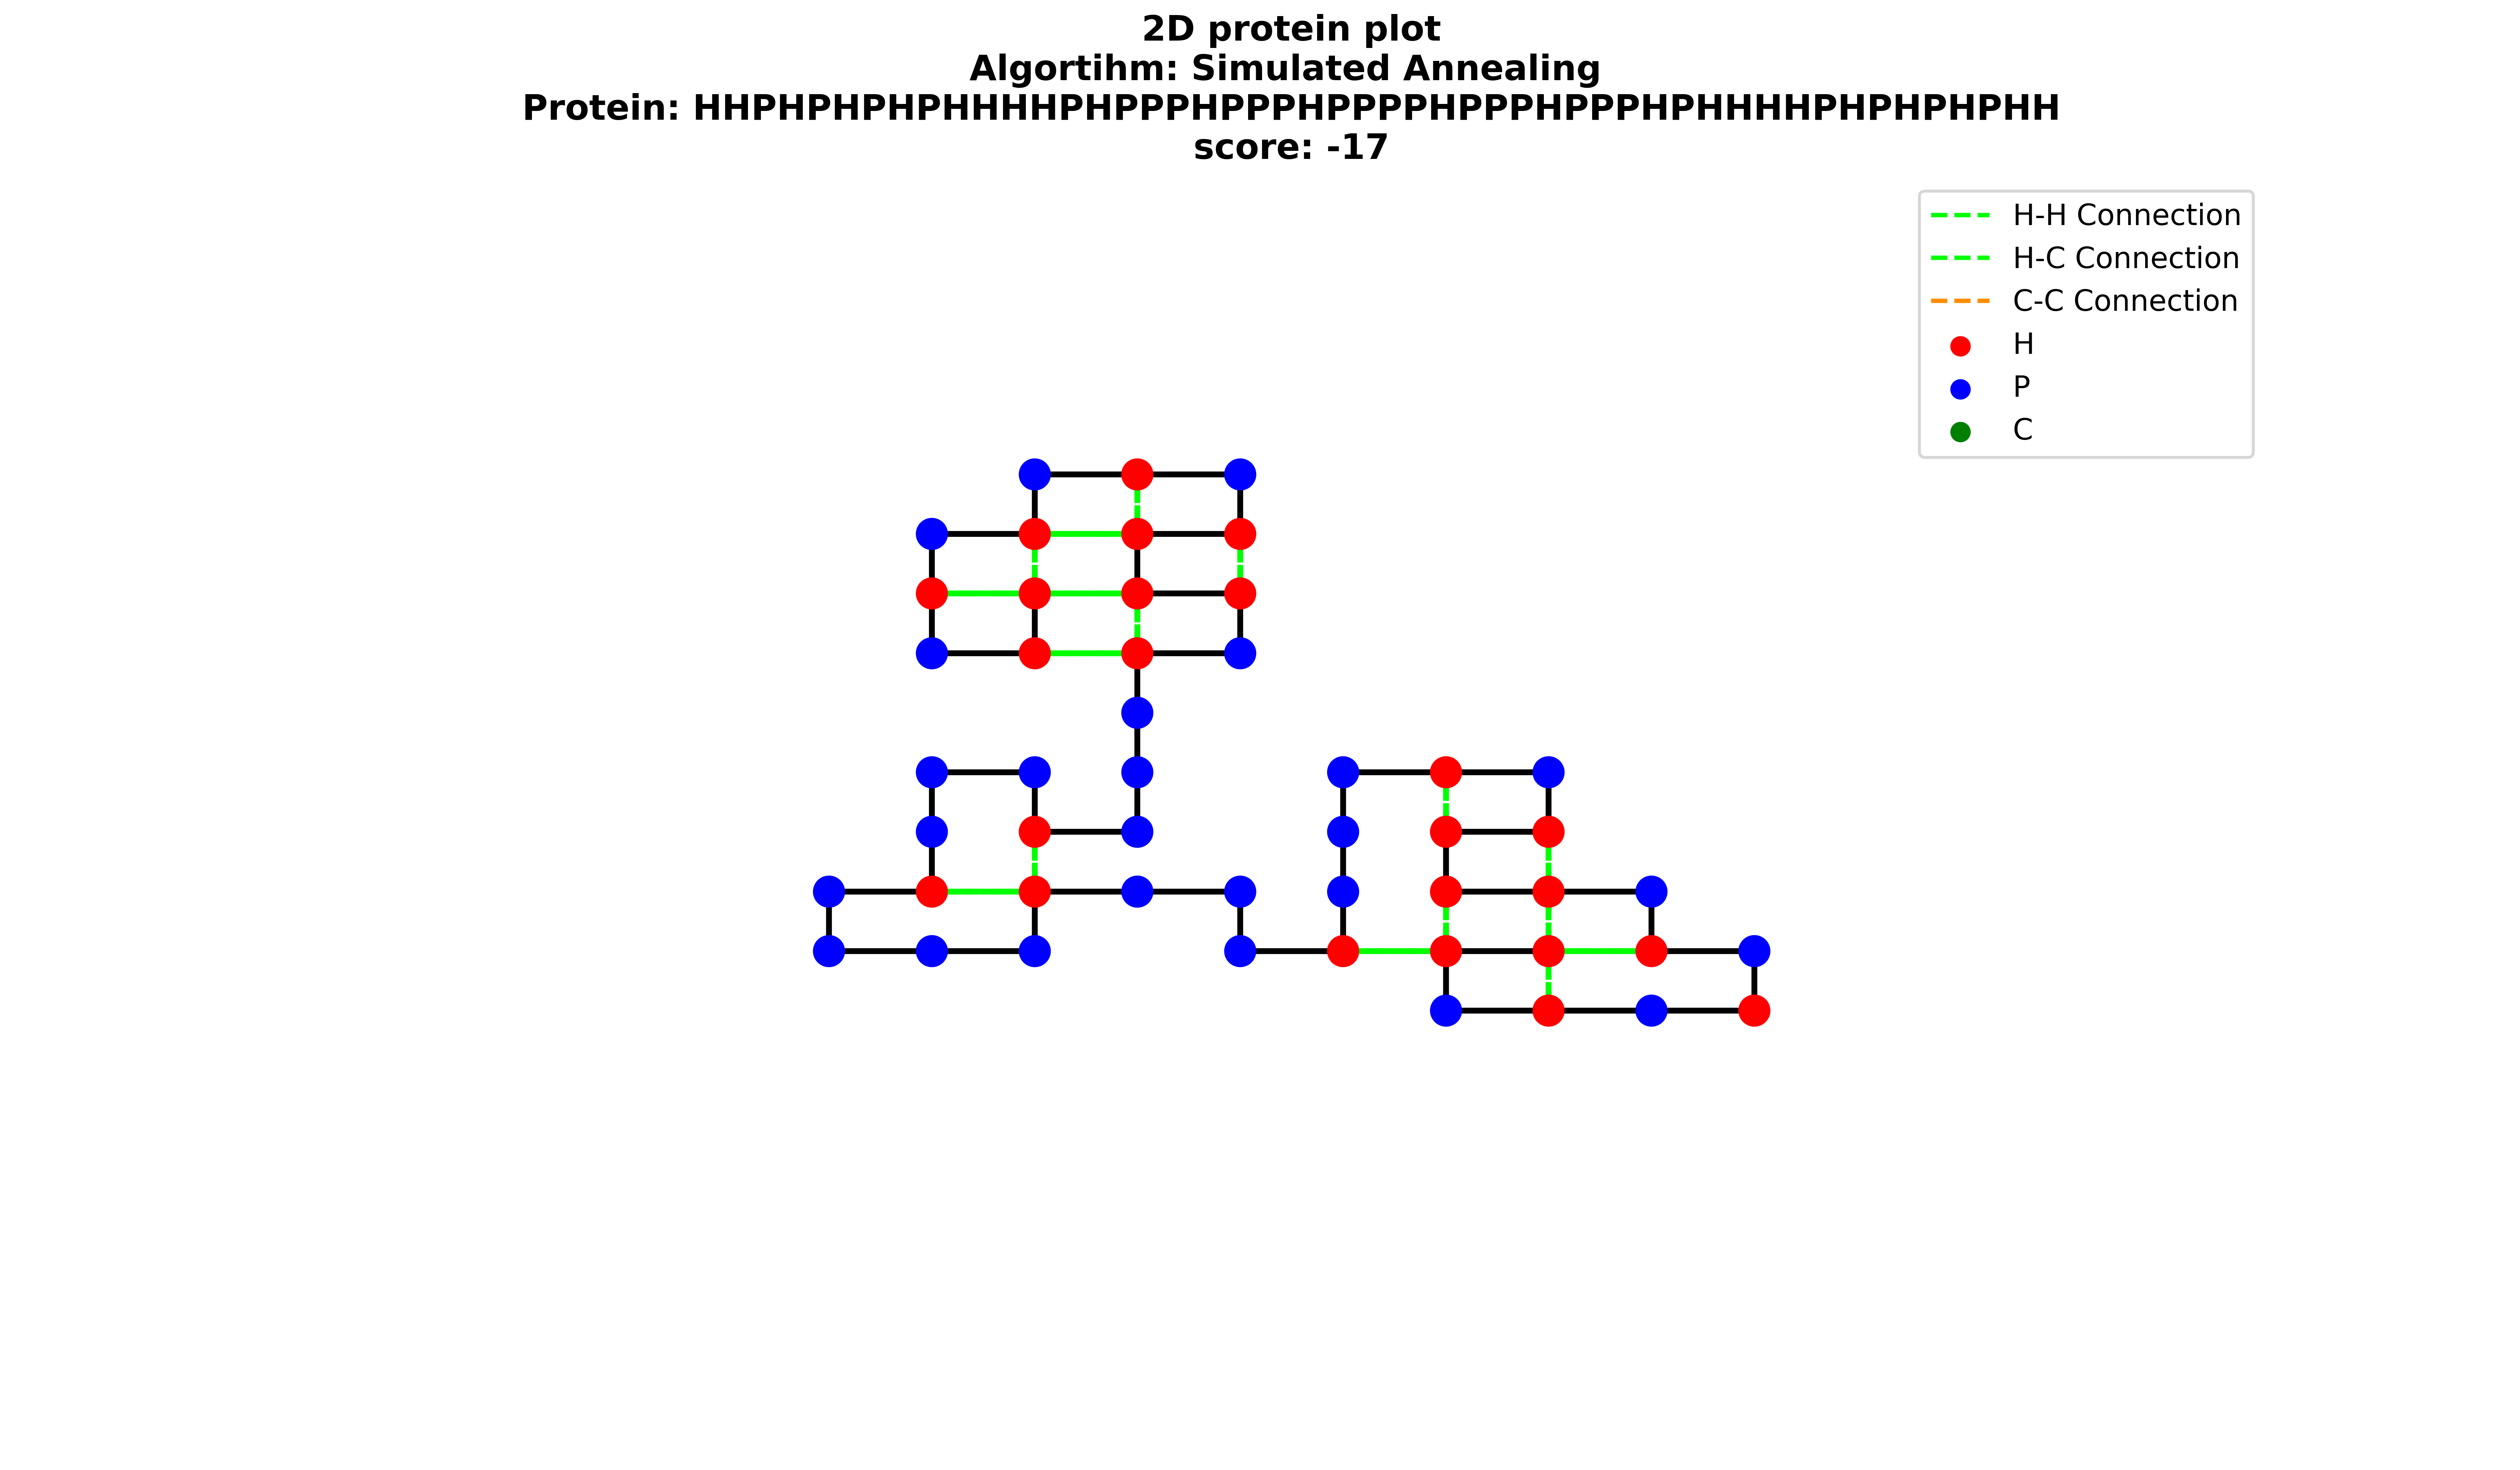 2D protein plot
Algortihm: Simulated Annealing
Protein: HHPHPHPHPHHHHPHPPPHPPPHPPPPHPPPHPPPHPHHHHPHPHPHPHH
score: -17
H-H Connection
H-C Connection
C-C Connection
H
P
C